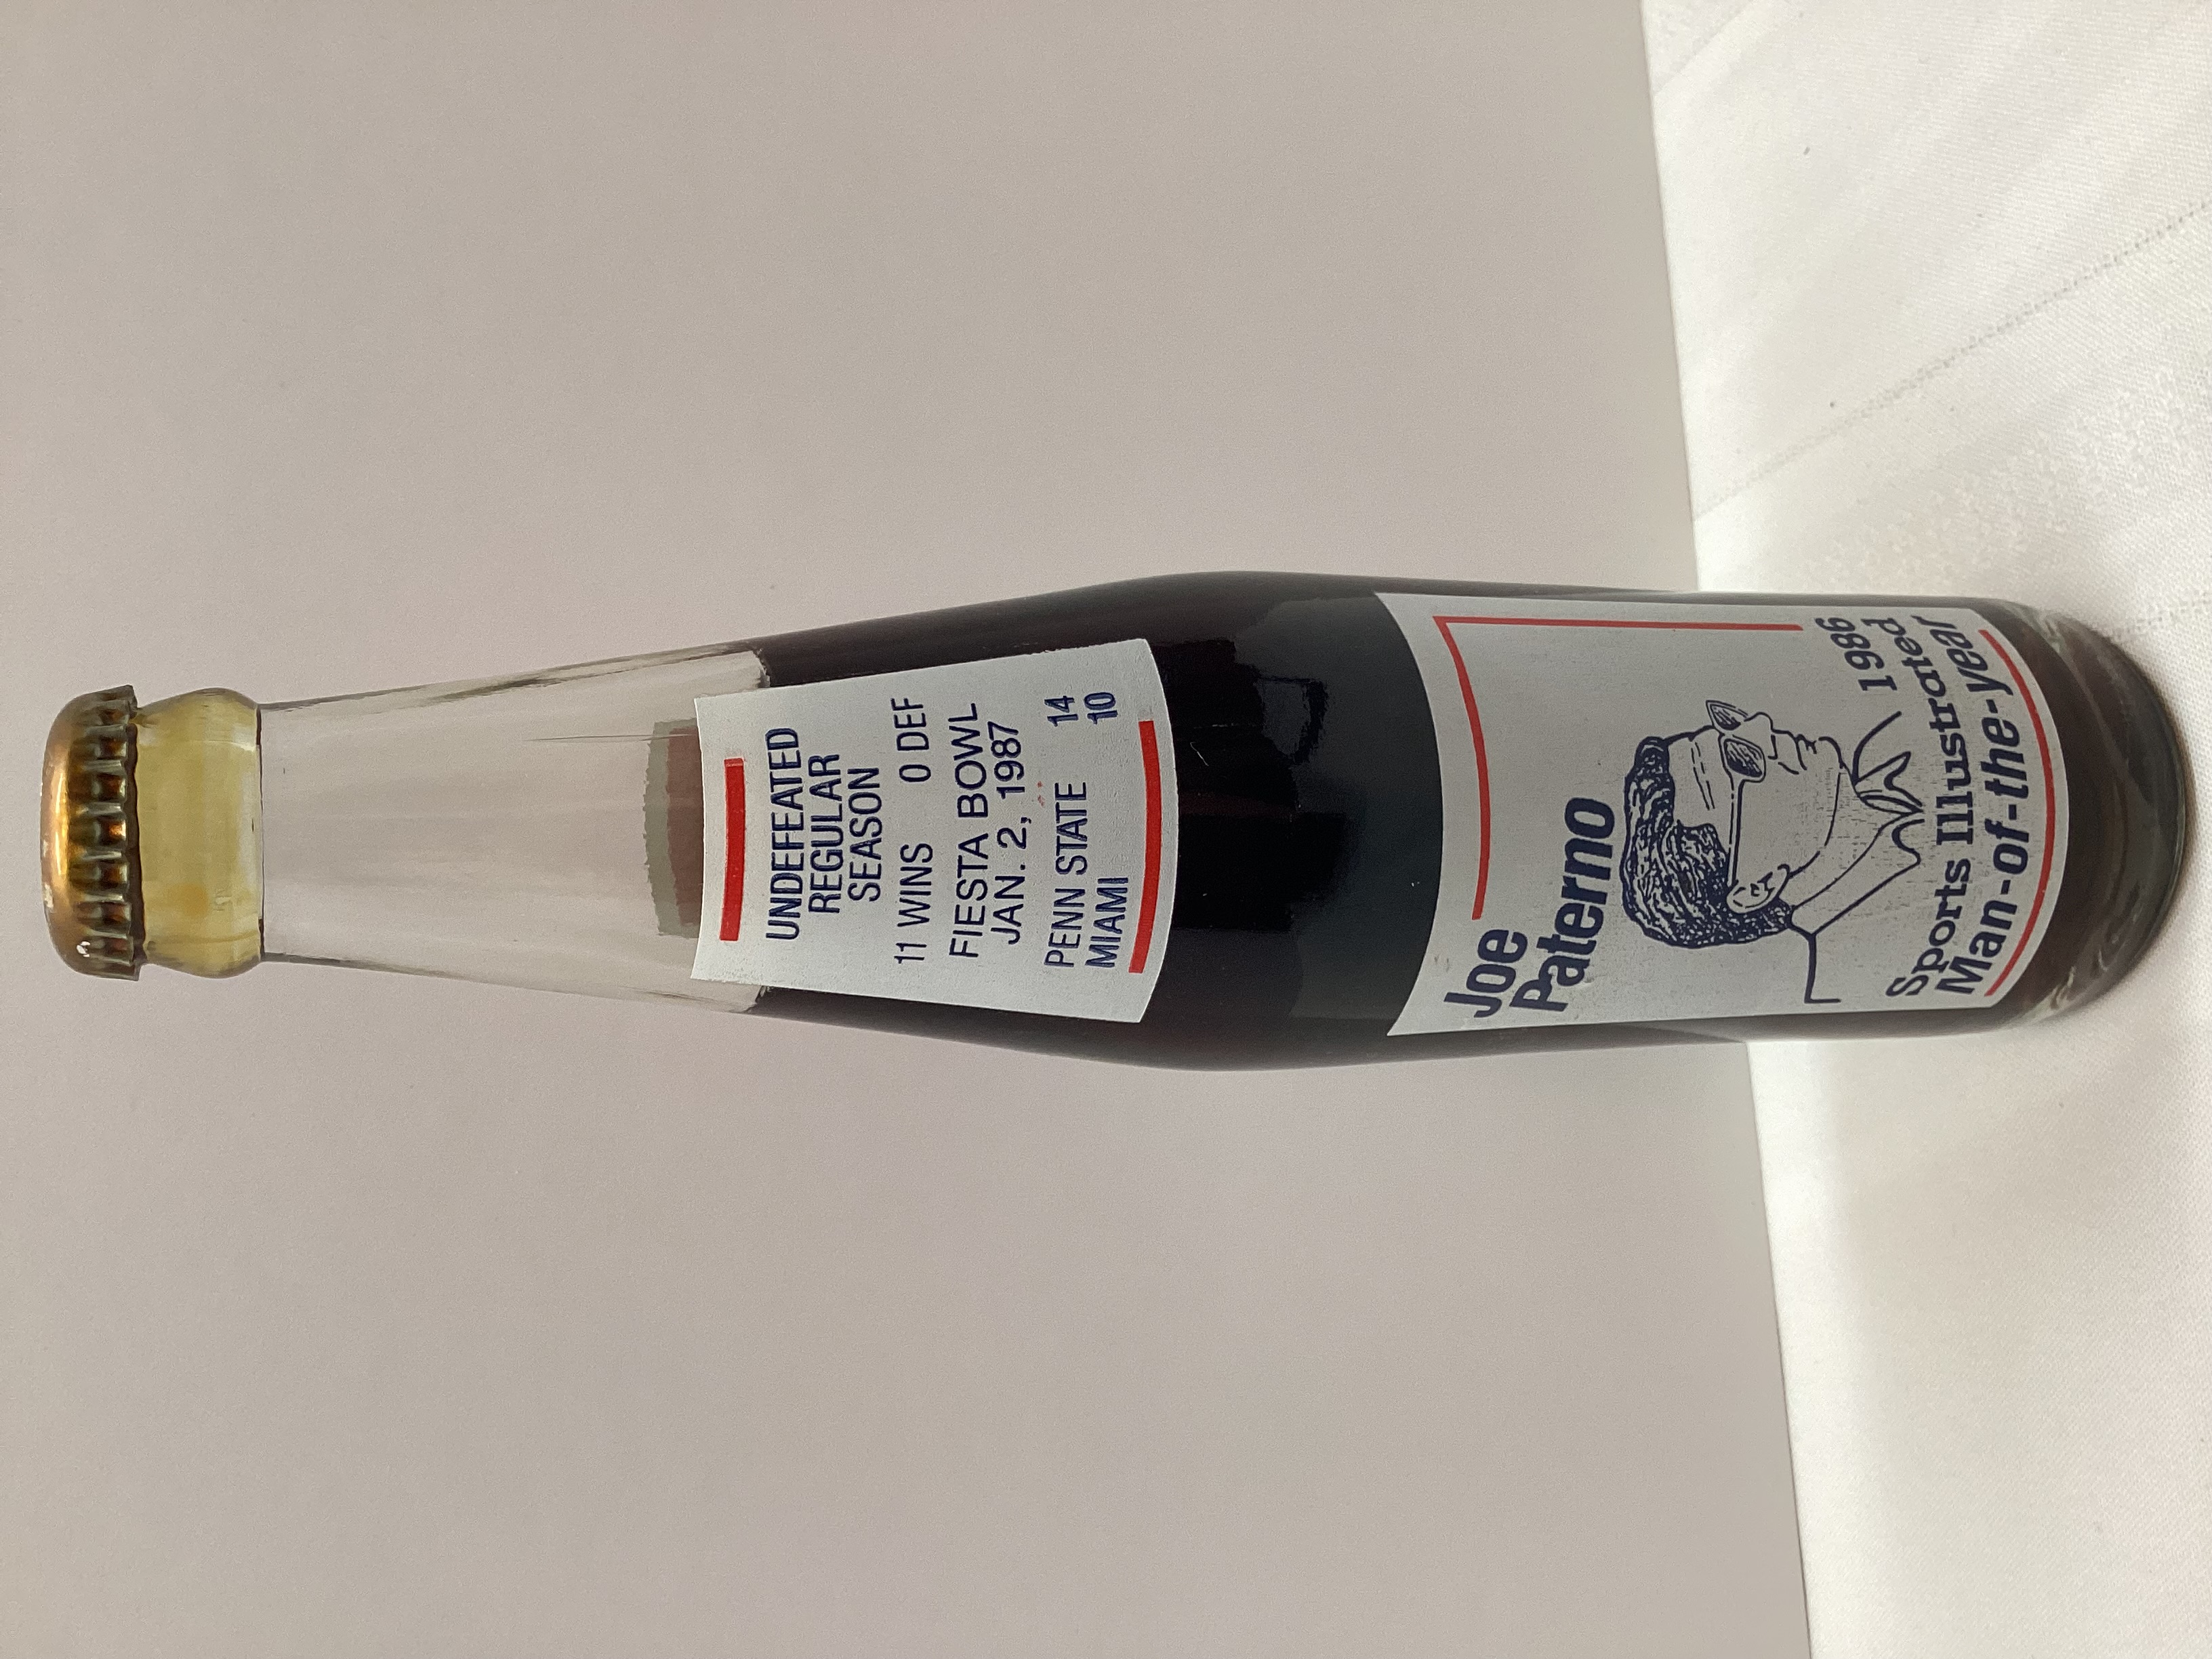 UNDEFEATED
REGULAR
SEASON
11 WINS 0 DEF
FIESTA BOWL
JAN. 2, 1987
PENN STATE 14
MIAMI 10
Joe
Paterno
1986
Sports Illustrated
Man-of-the-year